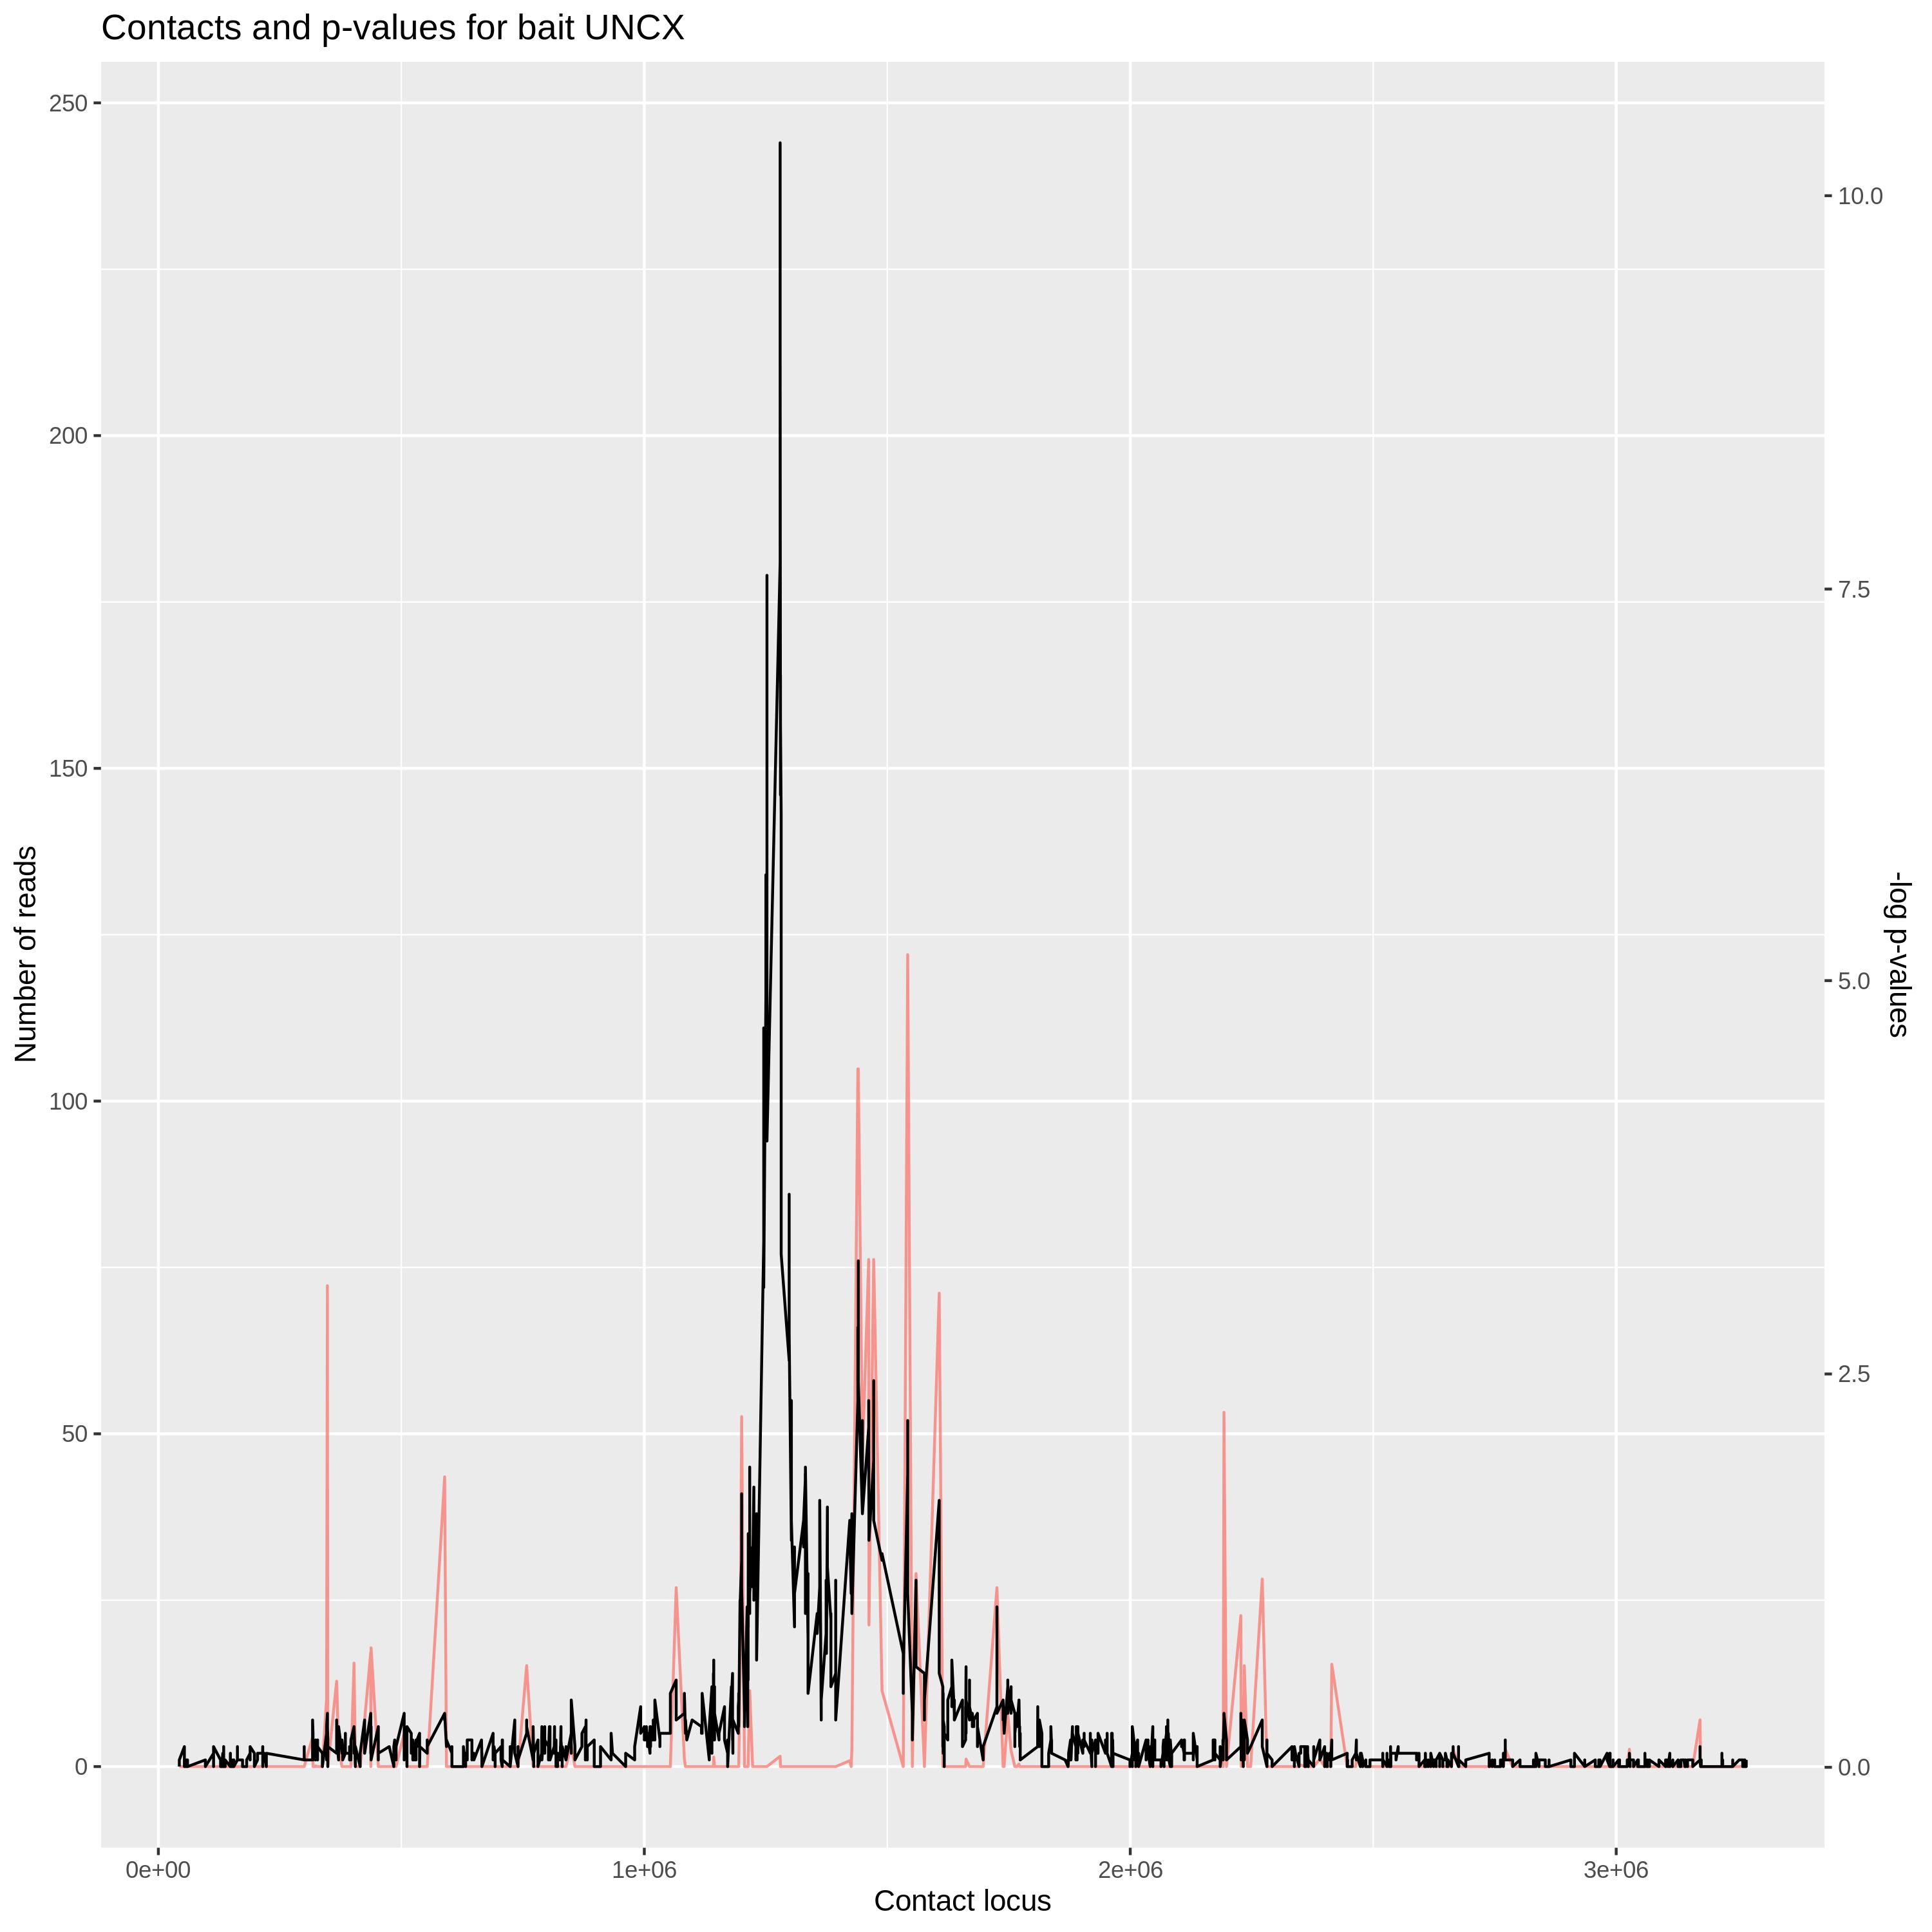 Contacts and p-values for bait UNCX
250
200
150
100
50
0
Number of reads
10.0
7.5
5.0
2.5
0.0
-log p-values
0e+00
1e+06
2e+06
3e+06
Contact locus